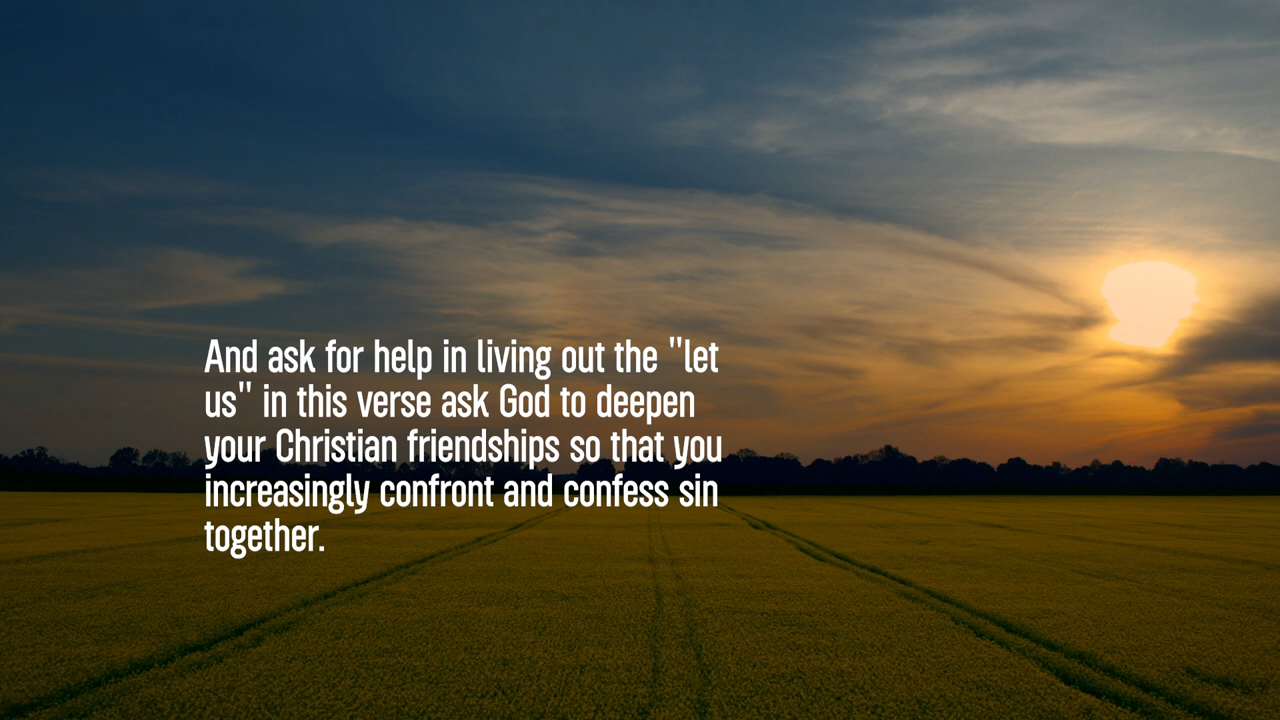 And ask for help in living out the "let
us" in this verse ask God to deepen
your Christian friendships so that you
increasingly confront and confess sin
together.